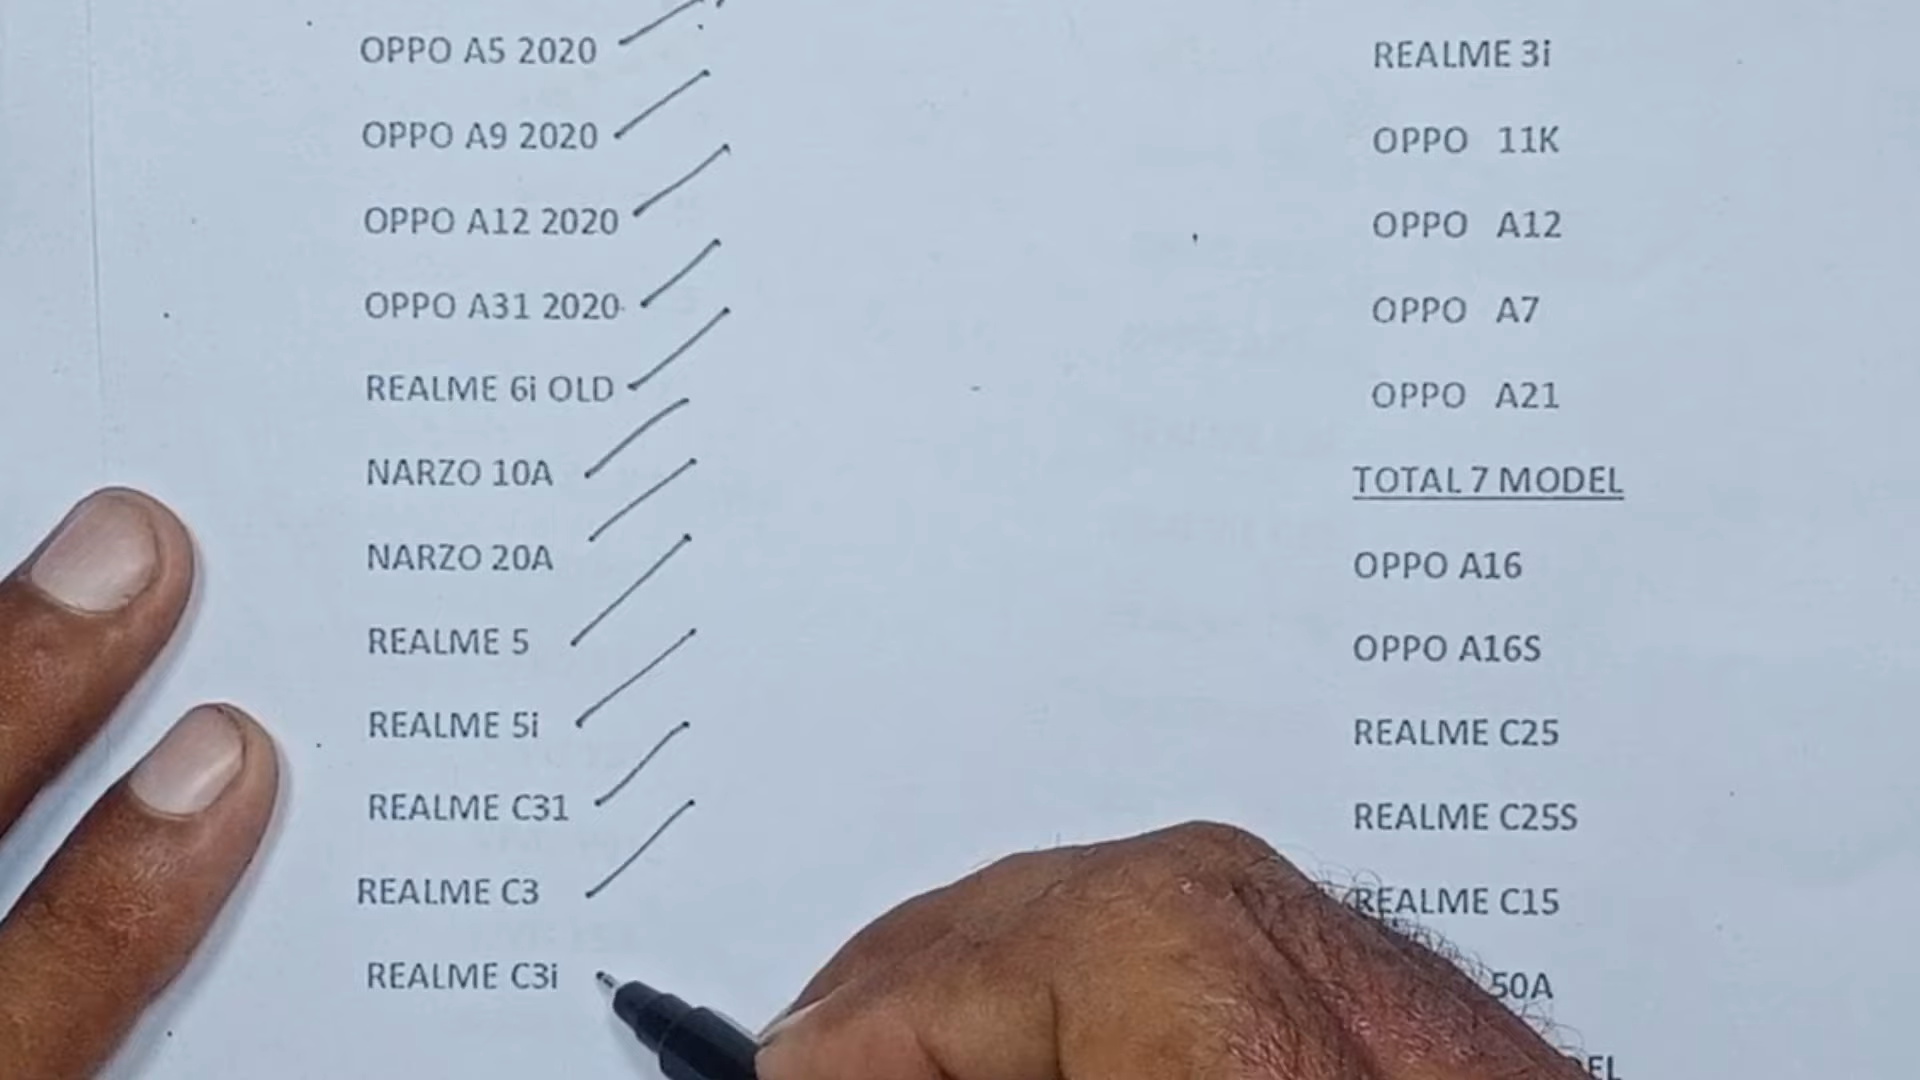 OPPO A5 2020
OPPO A9 2020
OPPO A12 2020
OPPO A31 2020
REALME 6i OLD
NARZO 10A
NARZO 20A
REALME 5
REALME 5i
REALME C31
REALME C3
REALME C3i
REALME 3i
OPPO 11K
OPPO A12
OPPO A7
OPPO A21
TOTAL 7 MODEL
OPPO A16
OPPO A16S
REALME C25
REALME C25S
REALME C15
50A